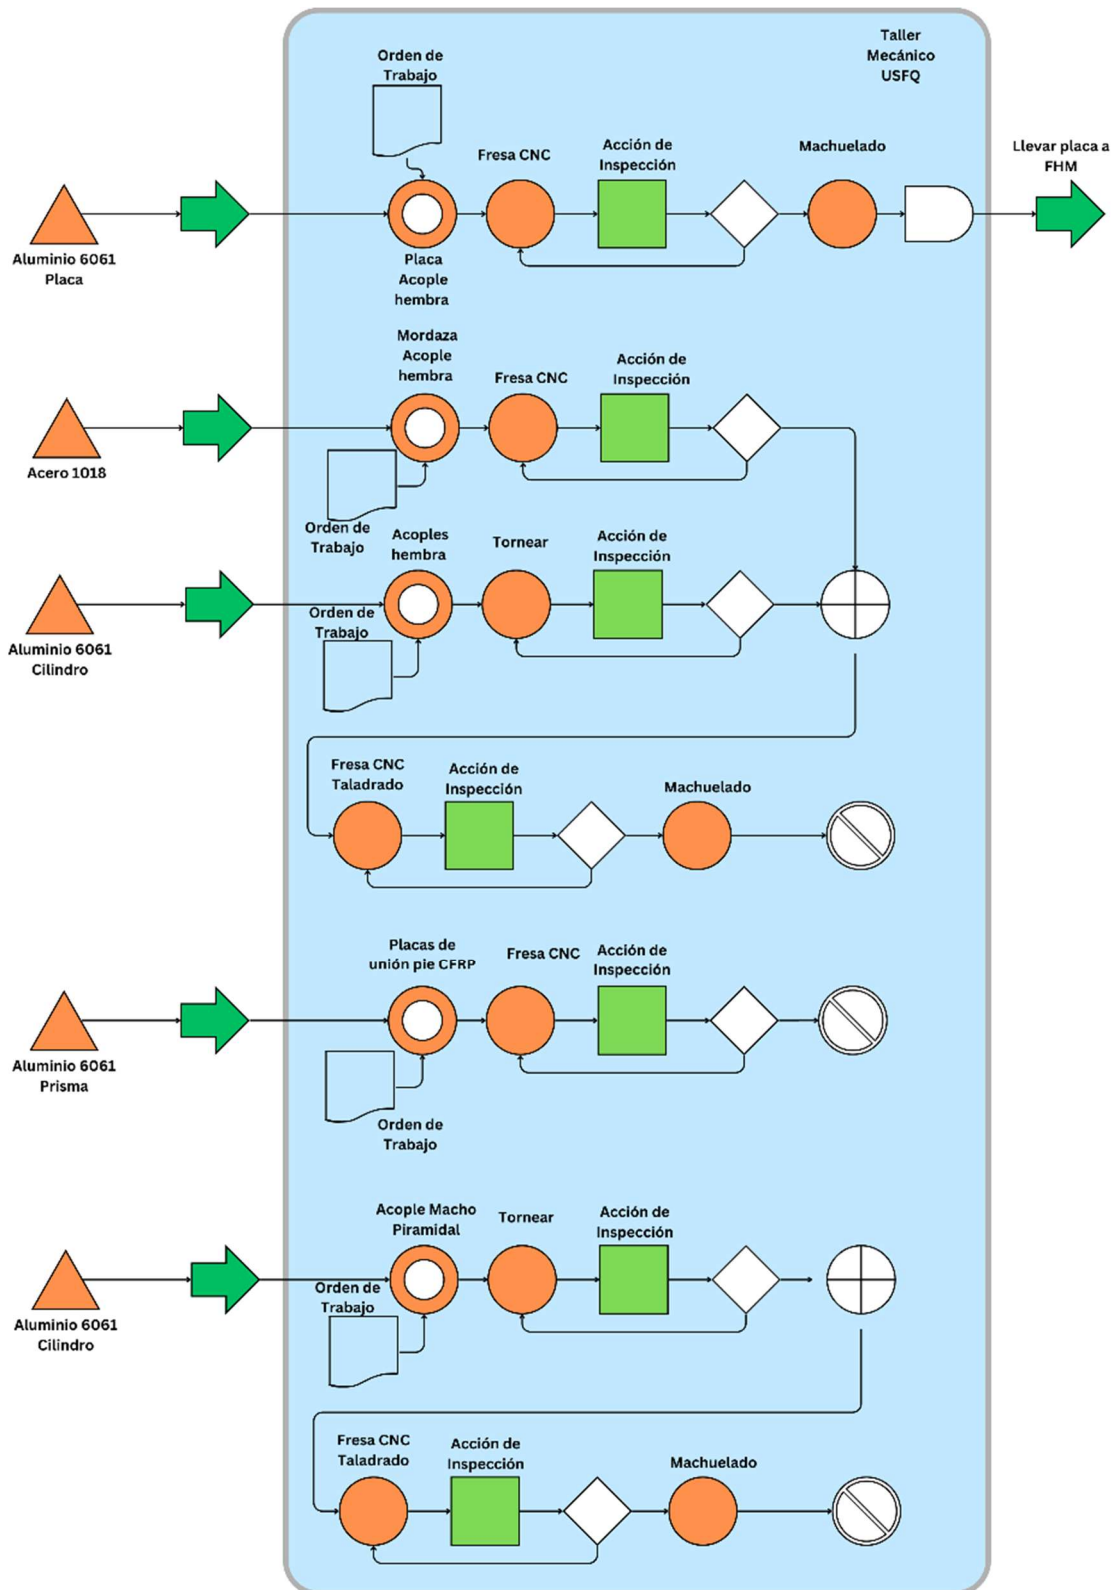 Taller
Mecánico
USFQ
Orden de
Trabajo
Fresa CNC
Acción de
Inspección
Machuelado
Llevar placa a
FHM
Aluminio 6061
Placa
Placa
Acople
hembra
Mordaza
Acople
hembra
Fresa CNC
Acción de
Inspección
Acero 1018
Orden de
Trabajo
Acoples
hembra
Tornear
Acción de
Inspección
Orden de
Trabajo
Aluminio 6061
Cilindro
Fresa CNC
Taladrado
Acción de
Inspección
Machuelado
Placas de
unión pie CFRP
Fresa CNC
Acción de
Inspección
Aluminio 6061
Prisma
Orden de
Trabajo
Acople Macho
Piramidal
Tornear
Acción de
Inspección
Orden de
Trabajo
Aluminio 6061
Cilindro
Fresa CNC
Taladrado
Acción de
Inspección
Machuelado